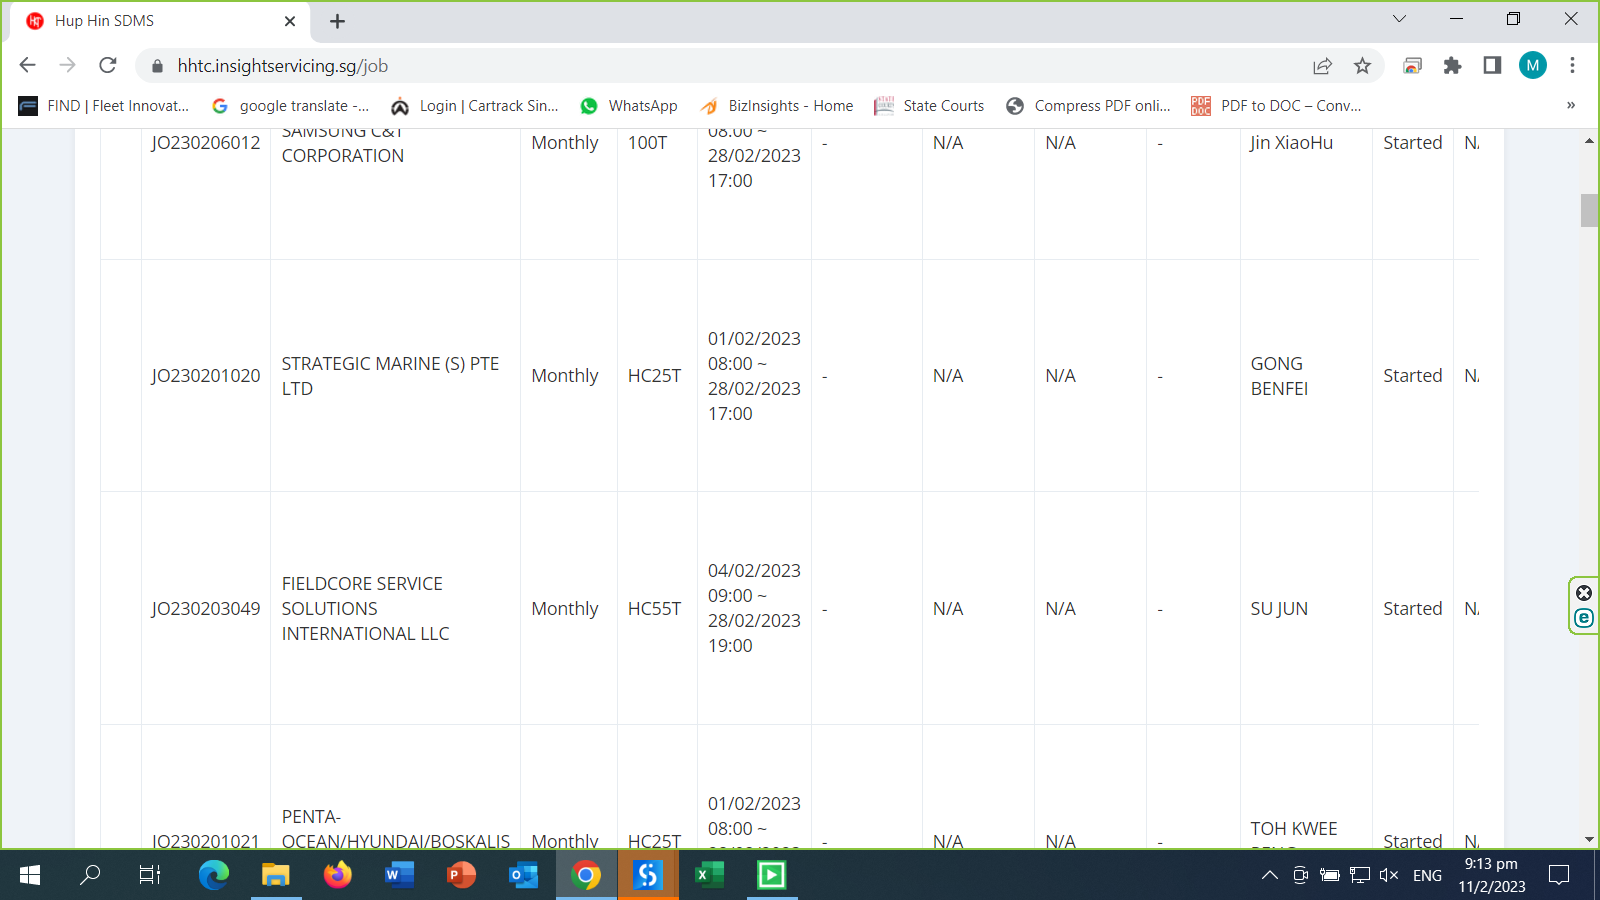 Hup Hin SDMS
hhtc.insightservicing.sg/job
M
FIND | Fleet Innovat...
google translate -...
Login | Cartrack Sin...
WhatsApp
BizInsights - Home
State Courts
Compress PDF onli...
PDF to DOC – Conv...
»
JO230206012
SAMSUNG C&T
CORPORATION
Monthly
100T
08:00 ~
28/02/2023
17:00
-
N/A
N/A
-
Jin XiaoHu
Started
JO230201020
STRATEGIC MARINE (S) PTE
LTD
Monthly
HC25T
01/02/2023
08:00 ~
28/02/2023
17:00
-
N/A
N/A
-
GONG
BENFEI
Started
JO230203049
FIELDCORE SERVICE
SOLUTIONS
INTERNATIONAL LLC
Monthly
HC55T
04/02/2023
09:00 ~
28/02/2023
19:00
-
N/A
N/A
-
SU JUN
Started
JO230201021
PENTA-
OCEAN/HYUNDAI/BOSKALIS
Monthly
HC25T
01/02/2023
08:00 ~
-
N/A
N/A
-
TOH KWEE
Started
ENG
9:13 pm
11/2/2023